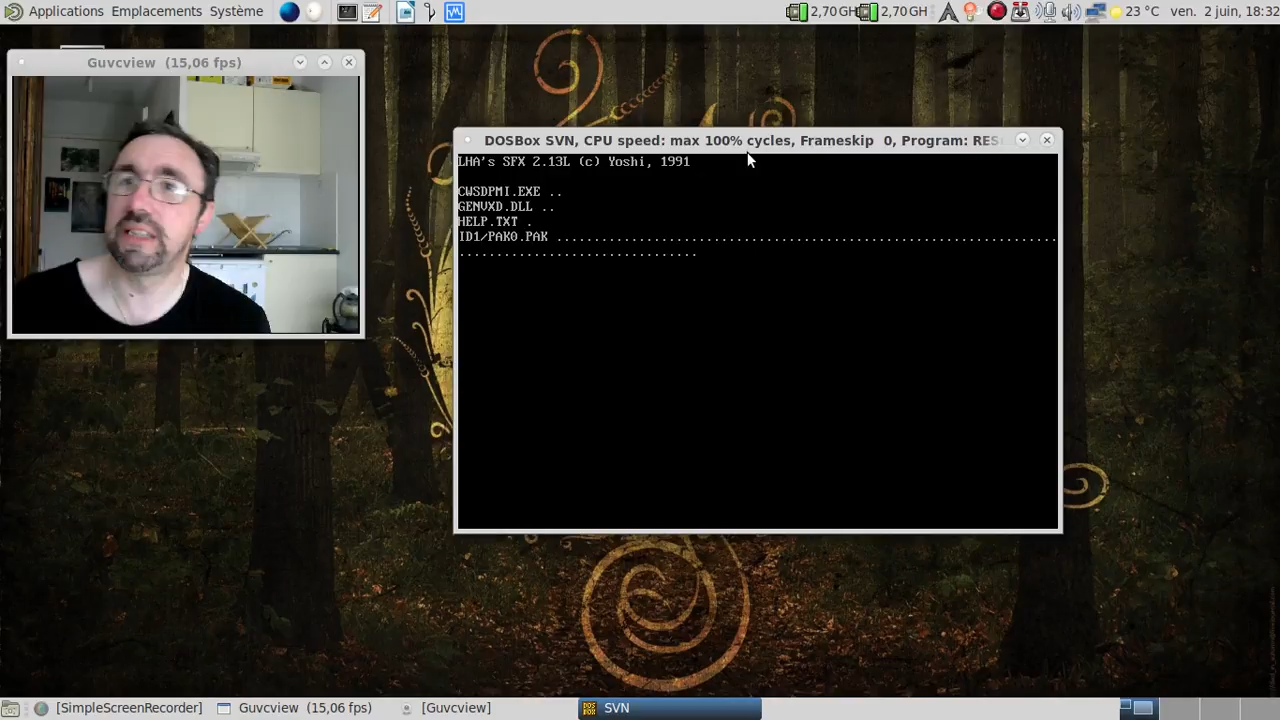 Applications Emplacements Système 2,70 GH 2,70 GH 23 °C ven. 2 juin, 18:32
Guvcview (15,06 fps)
DOSBox SVN, CPU speed: max 100% cycles, Frameskip 0, Program: RES
LHA's SFX 2.13L (c) Yoshi, 1991
CWSDPMI.EXE ..
GENVXD.DLL ..
HELP.TXT .
ID1/PAK0.PAK ...................................................................
................................
[SimpleScreenRecorder] Guvcview (15,06 fps) [Guvcview] SVN